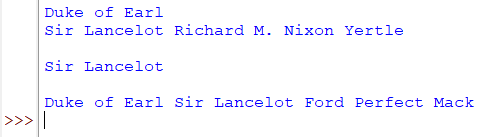 Duke of Earl
Sir Lancelot Richard M. Nixon Yertle
Sir Lancelot
Duke of Earl Sir Lancelot Ford Perfect Mack
>>>